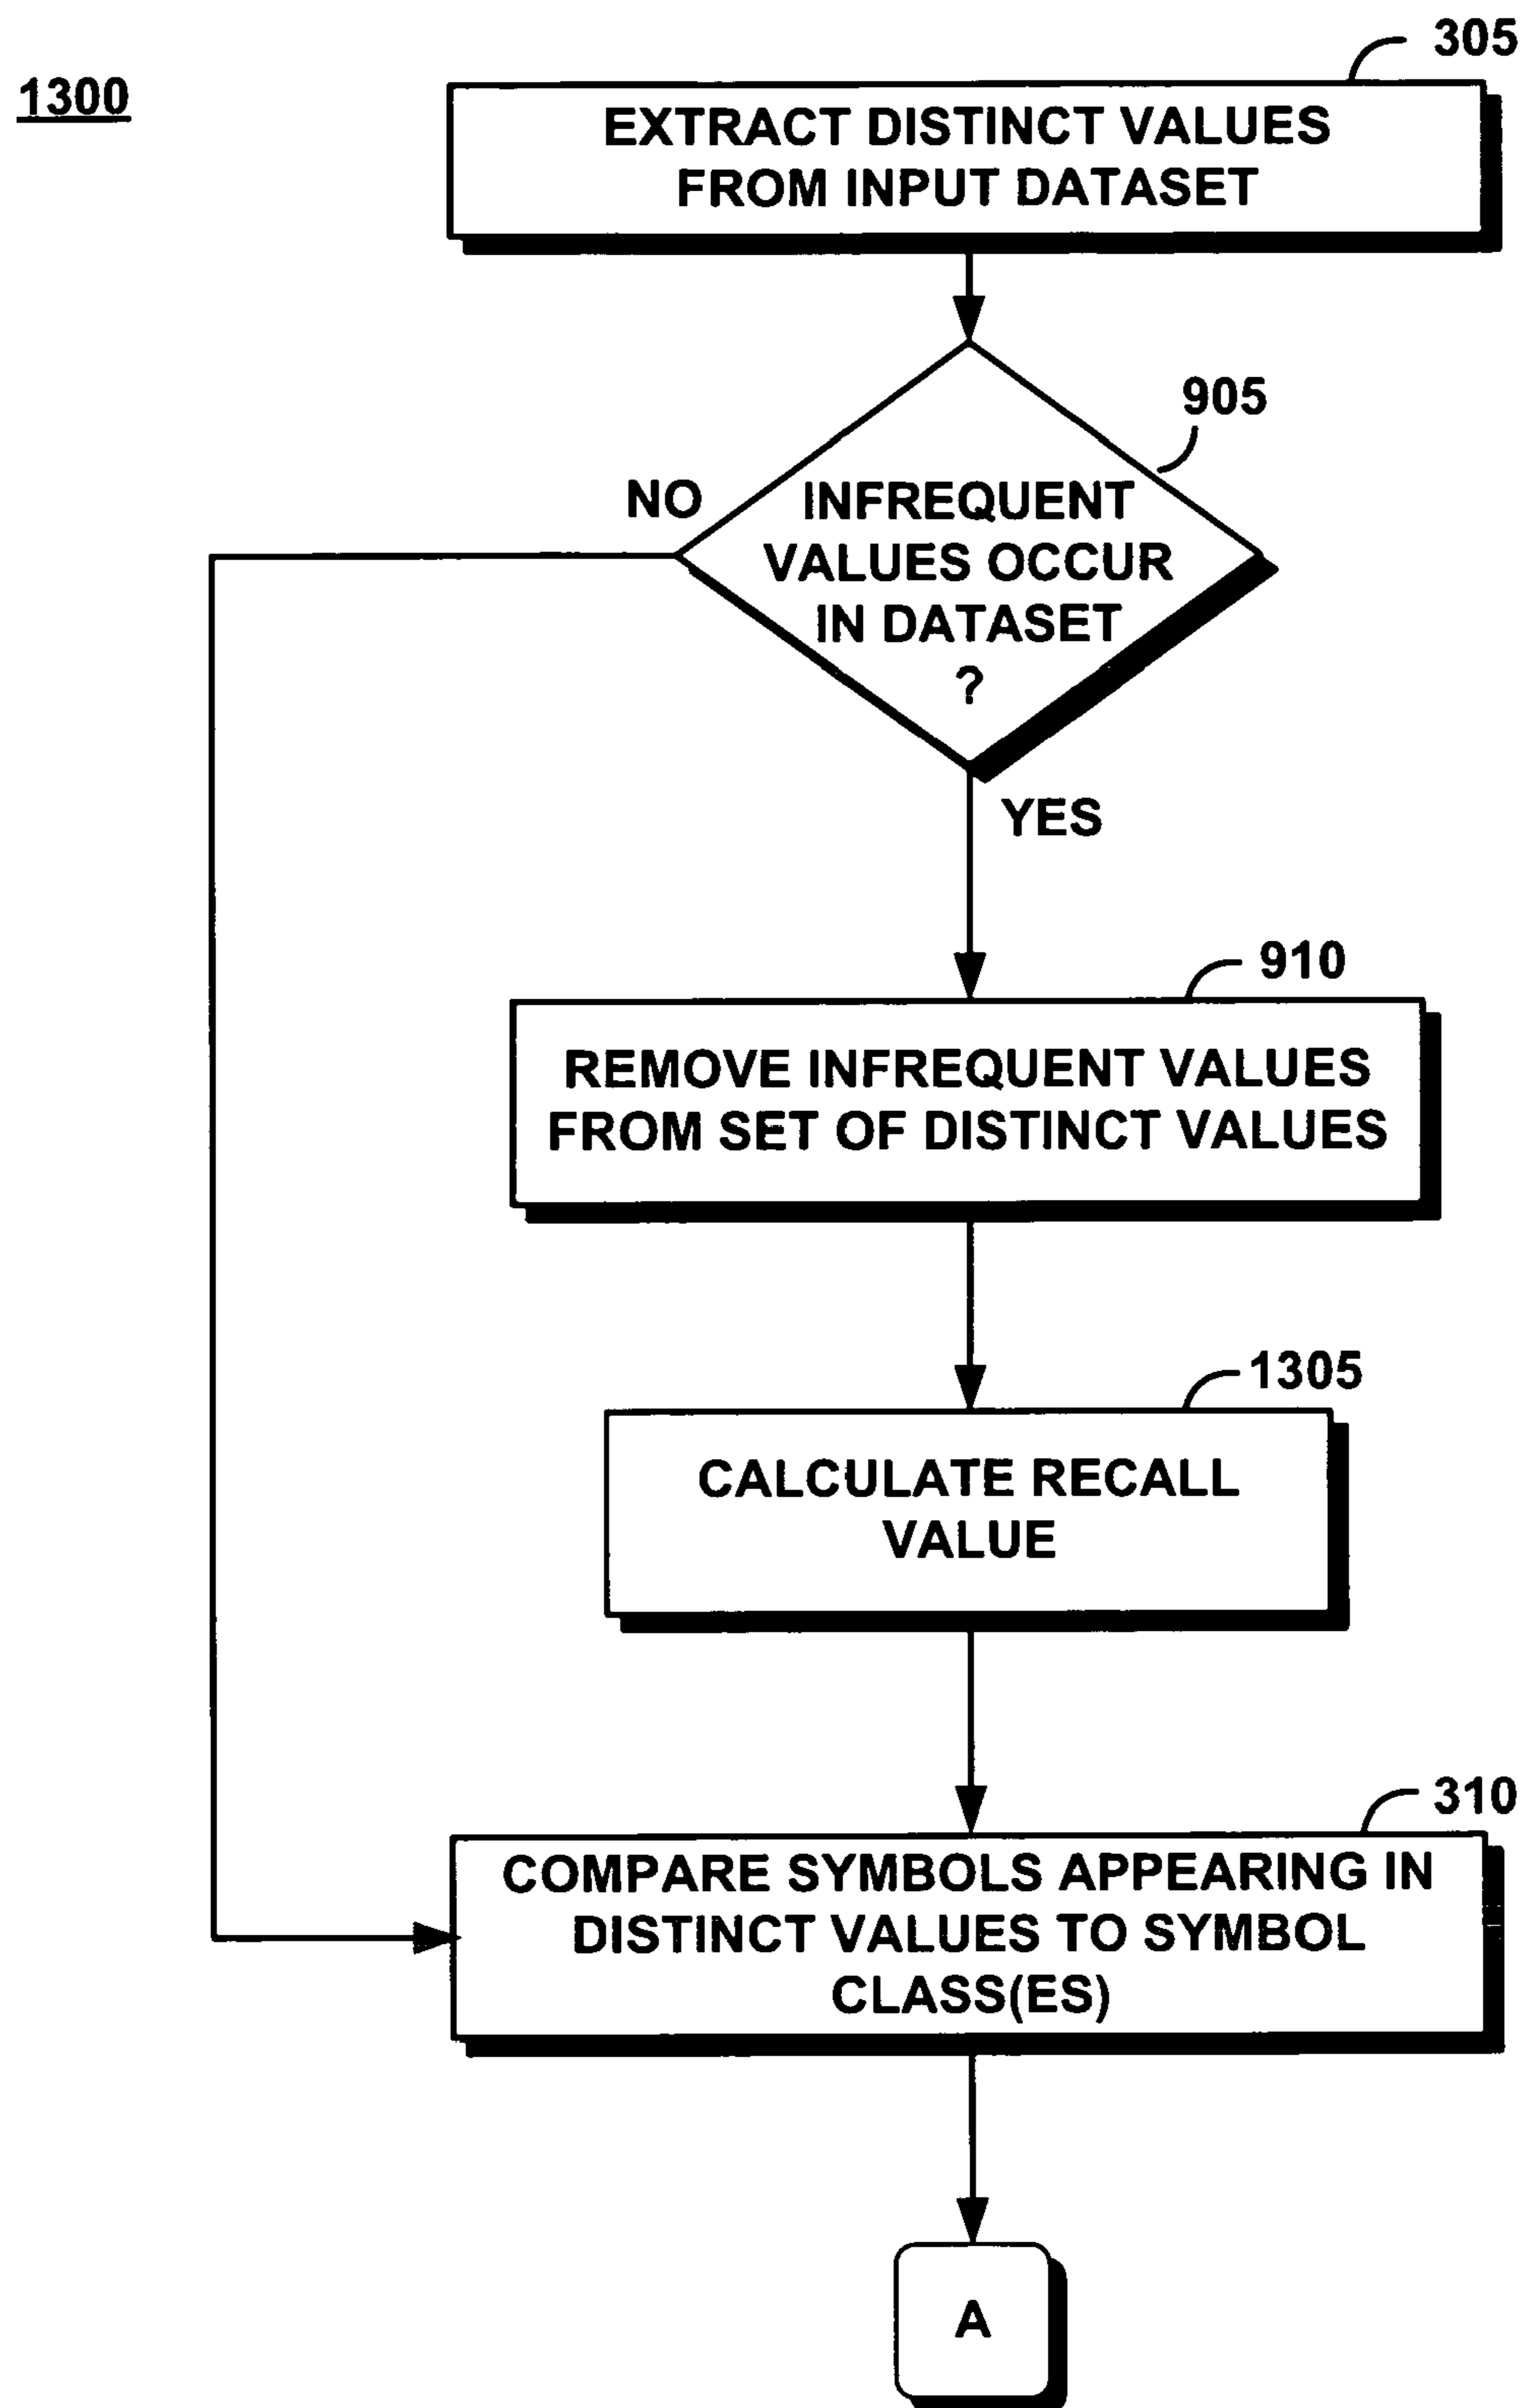 305
1300
EXTRACT DISTINCT VALUES
FROM INPUT DATASET
905
NO
INFREQUENT
VALUES OCCUR
IN DATASET
?
YES
910
REMOVE INFREQUENT VALUES
FROM SET OF DISTINCT VALUES
1305
CALCULATE RECALL
VALUE
310
COMPARE SYMBOLS APPEARING IN
DISTINCT VALUES TO SYMBOL
CLASS(ES)
A